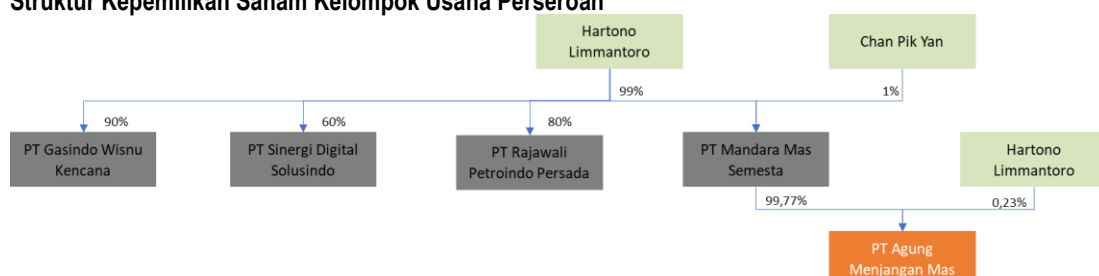 Struktur Kepemilikan Saham Kelompok Usaha Perseroan
Hartono
Limmantoro
Chan Pik Yan
99%
1%
90%
60%
80%
PT Gasindo Wisnu
Kencana
PT Sinergi Digital
Solusindo
PT Rajawali
Petroindo Persada
PT Mandara Mas
Semesta
Hartono
Limmantoro
99,77%
0,23%
PT Agung
Menjangan Mas